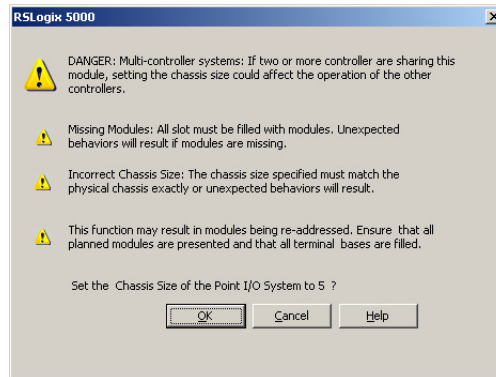 RSLogix 5000
DANGER: Multi-controller systems: If two or more controller are sharing this
module, setting the chassis size could affect the operation of the other
controllers.
Missing Modules: All slot must be filled with modules. Unexpected
behaviors will result if modules are missing.
Incorrect Chassis Size: The chassis size specified must match the
physical chassis exactly or unexpected behaviors will result.
This function may result in modules being re-addressed. Ensure that all
planned modules are presented and that all terminal bases are filled.
Set the Chassis Size of the Point I/O System to 5 ?
OK Cancel Help